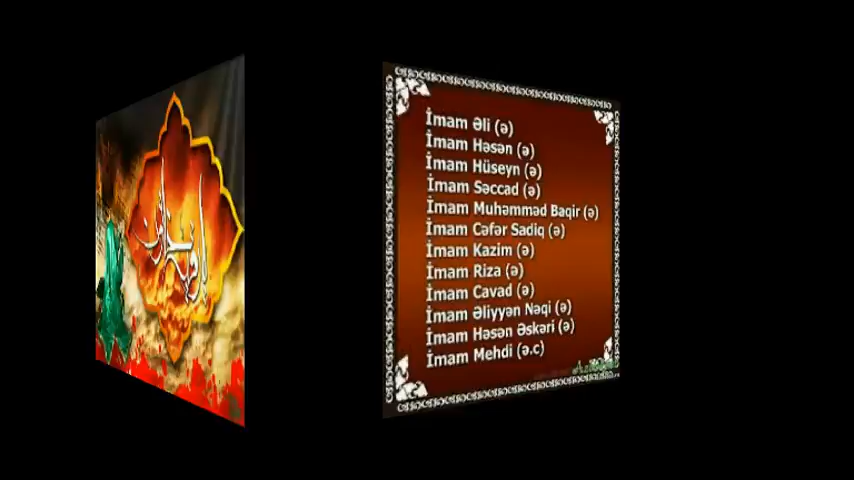 İmam Əli (ə)
İmam Həsən (ə)
İmam Hüseyn (ə)
İmam Səccad (ə)
İmam Muhəmməd Baqir (ə)
İmam Cəfər Sadiq (ə)
İmam Kazim (ə)
İmam Riza (ə)
İmam Cavad (ə)
İmam Əliyyən Nəqi (ə)
İmam Həsən Əskəri (ə)
İmam Mehdi (ə.c)